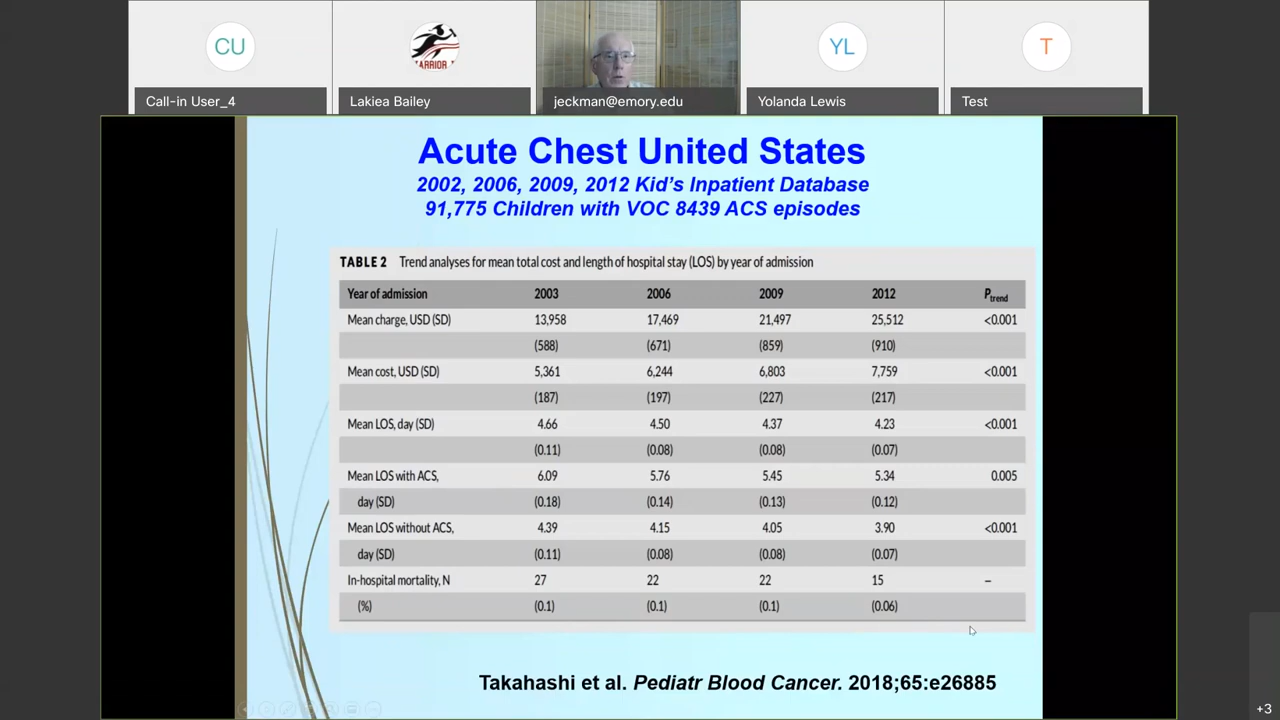 CU
YL
T
ARRIOR
Call-in User_4
Lakiea Bailey
jeckman@emory.edu
Yolanda Lewis
Test
Acute Chest United States
2002, 2006, 2009, 2012 Kid's Inpatient Database
91,775 Children with VOC 8439 ACS episodes
TABLE 2 Trend analyses for mean total cost and length of hospital stay (LOS) by year of admission
Year of admission 2003 2006 2009 2012 Ptrend
Mean charge, USD (SD) 13,958 17,469 21,497 25,512 <0.001
(588) (671) (859) (910)
Mean cost, USD (SD) 5,361 6,244 6,803 7,759 <0.001
(187) (197) (227) (217)
Mean LOS, day (SD) 4.66 4.50 4.37 4.23 <0.001
(0.11) (0.08) (0.08) (0.07)
Mean LOS with ACS, 6.09 5.76 5.45 5.34 0.005
day (SD) (0.18) (0.14) (0.13) (0.12)
Mean LOS without ACS, 4.39 4.15 4.05 3.90 <0.001
day (SD) (0.11) (0.08) (0.08) (0.07)
In-hospital mortality, N 27 22 22 15 –
(%) (0.1) (0.1) (0.1) (0.06)
Takahashi et al. Pediatr Blood Cancer. 2018;65:e26885
+3